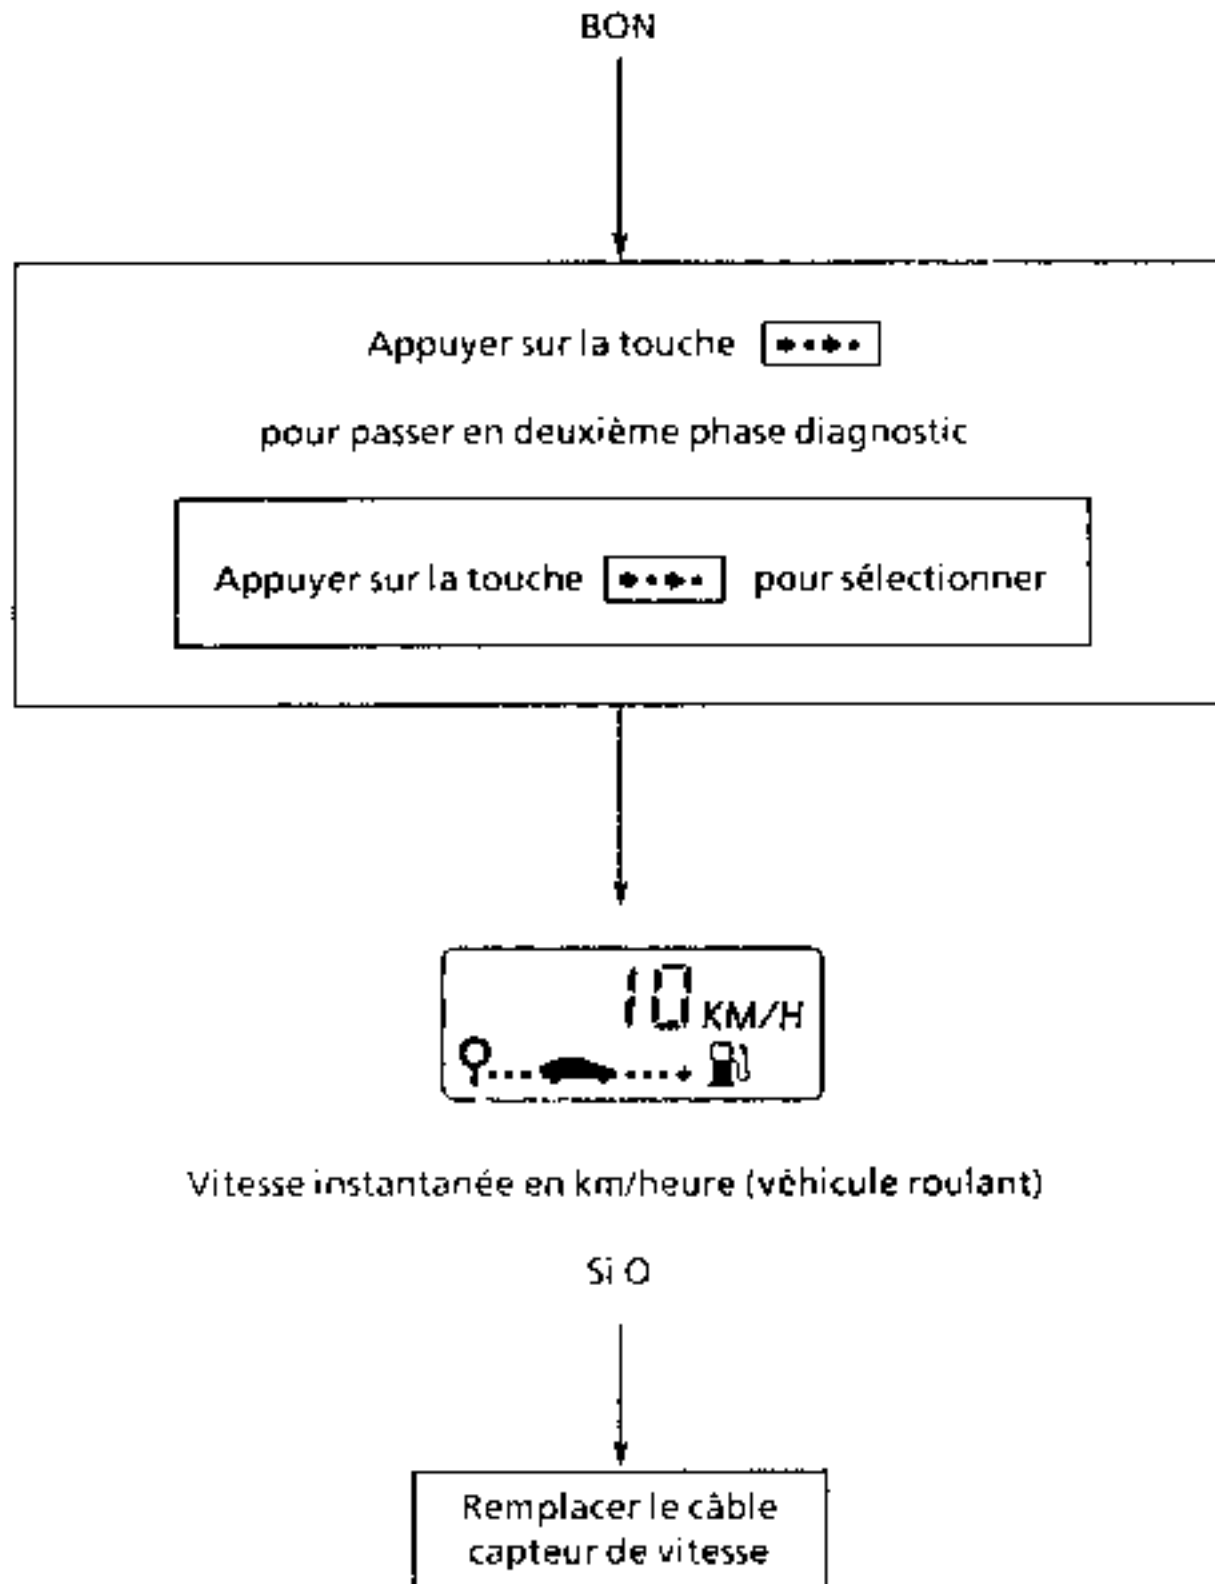 BON
Appuyer sur la touche
pour passer en deuxième phase diagnostic
Appuyer sur la touche pour sélectionner
10 KM/H
Vitesse instantanée en km/heure (véhicule roulant)
Si O
Remplacer le câble
capteur de vitesse